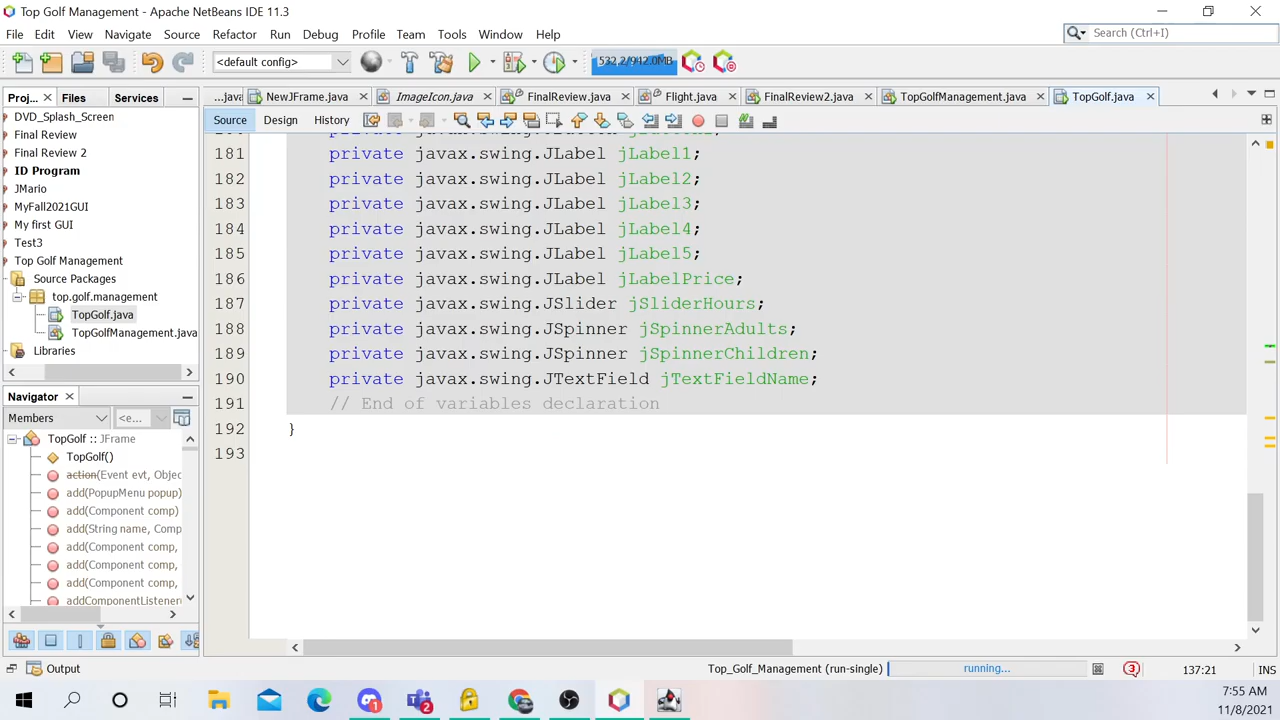 Top Golf Management - Apache NetBeans IDE 11.3
File Edit View Navigate Source Refactor Run Debug Profile Team Tools Window Help
Search (Ctrl+I)
<default config>
532.2/942.0MB
Proj... Files Services
...java NewJFrame.java ImageIcon.java FinalReview.java Flight.java FinalReview2.java TopGolfManagement.java TopGolf.java
Source Design History
DVD_Splash_Screen
Final Review
Final Review 2
ID Program
JMario
MyFall2021GUI
My first GUI
Test3
Top Golf Management
Source Packages
top.golf.management
TopGolf.java
TopGolfManagement.java
Libraries
181 private javax.swing.JLabel jLabel1;
182 private javax.swing.JLabel jLabel2;
183 private javax.swing.JLabel jLabel3;
184 private javax.swing.JLabel jLabel4;
185 private javax.swing.JLabel jLabel5;
186 private javax.swing.JLabel jLabelPrice;
187 private javax.swing.JSlider jSliderHours;
188 private javax.swing.JSpinner jSpinnerAdults;
189 private javax.swing.JSpinner jSpinnerChildren;
190 private javax.swing.JTextField jTextFieldName;
191 // End of variables declaration
192 }
193
Navigator
Members <e...
TopGolf :: JFrame
TopGolf()
action(Event evt, Objec
add(PopupMenu popup)
add(Component comp)
add(String name, Comp
add(Component comp,
add(Component comp,
add(Component comp,
addComponentListener(
Output
Top_Golf_Management (run-single) running... 3 137:21 INS
1
2
7:55 AM
11/8/2021